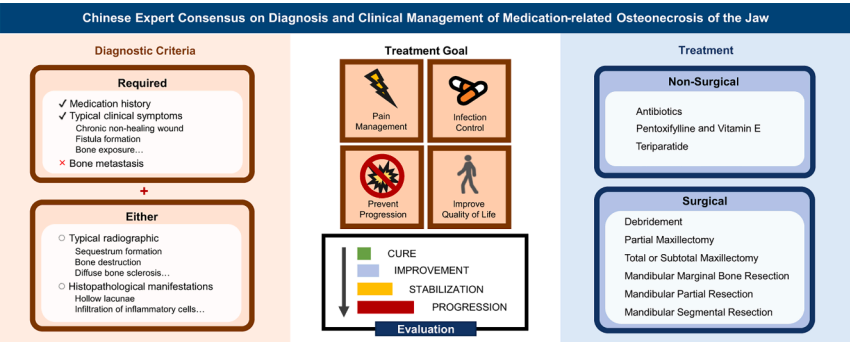 Chinese Expert Consensus on Diagnosis and Clinical Management of Medication-related Osteonecrosis of the Jaw
Diagnostic Criteria
Required
✓ Medication history
✓ Typical clinical symptoms
Chronic non-healing wound
Fistula formation
Bone exposure...
× Bone metastasis
+
Either
○ Typical radiographic
Sequestrum formation
Bone destruction
Diffuse bone sclerosis...
○ Histopathological manifestations
Hollow lacunae
Infiltration of inflammatory cells...
Treatment Goal
Pain
Management
Infection
Control
Prevent
Progression
Improve
Quality of Life
CURE
IMPROVEMENT
STABILIZATION
PROGRESSION
Evaluation
Treatment
Non-Surgical
Antibiotics
Pentoxifylline and Vitamin E
Teriparatide
Surgical
Debridement
Partial Maxillectomy
Total or Subtotal Maxillectomy
Mandibular Marginal Bone Resection
Mandibular Partial Resection
Mandibular Segmental Resection